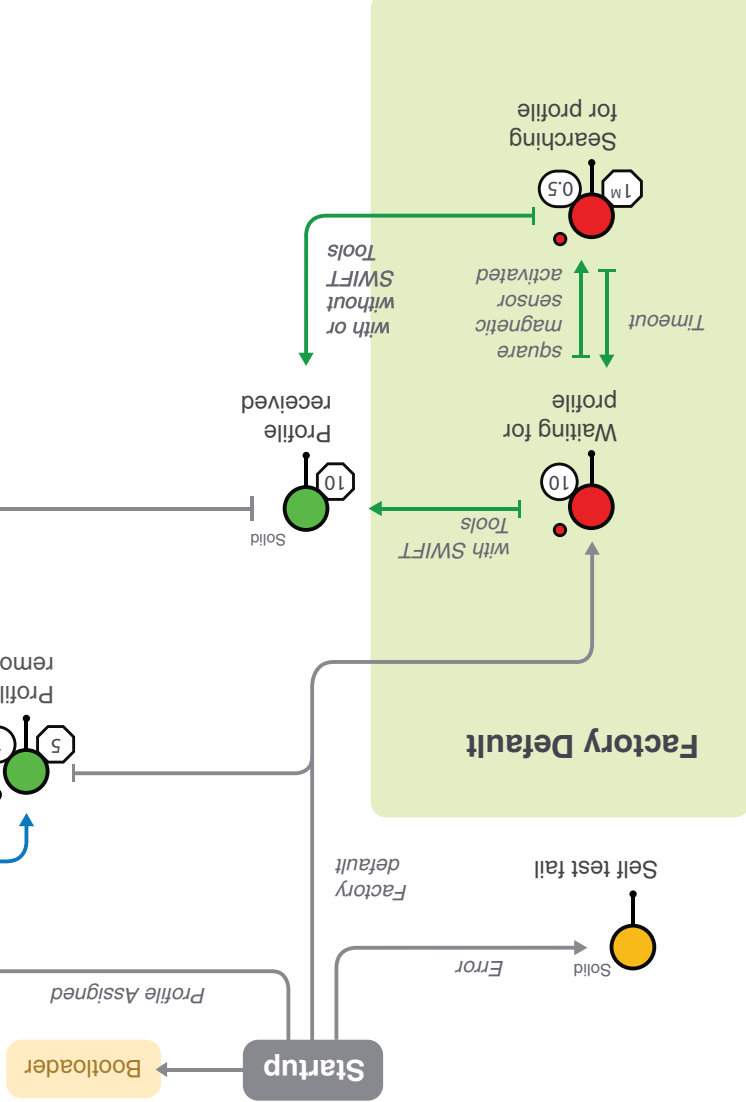 Startup
Bootloader
Profile Assigned
Solid
Error
Self test fail
Factory
default
Factory Default
5
Profil
remo
with SWIFT
Tools
Solid
10
10
Waiting for
profile
Profile
received
Timeout
square
magnetic
sensor
activated
with or
without
SWIFT
Tools
1M
0.5
Searching
for profile